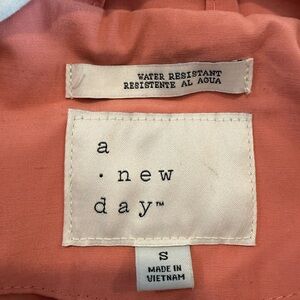 WATER RESISTANT
RESISTENTE AL AGUA
a
· new
day™
S
MADE IN
VIETNAM